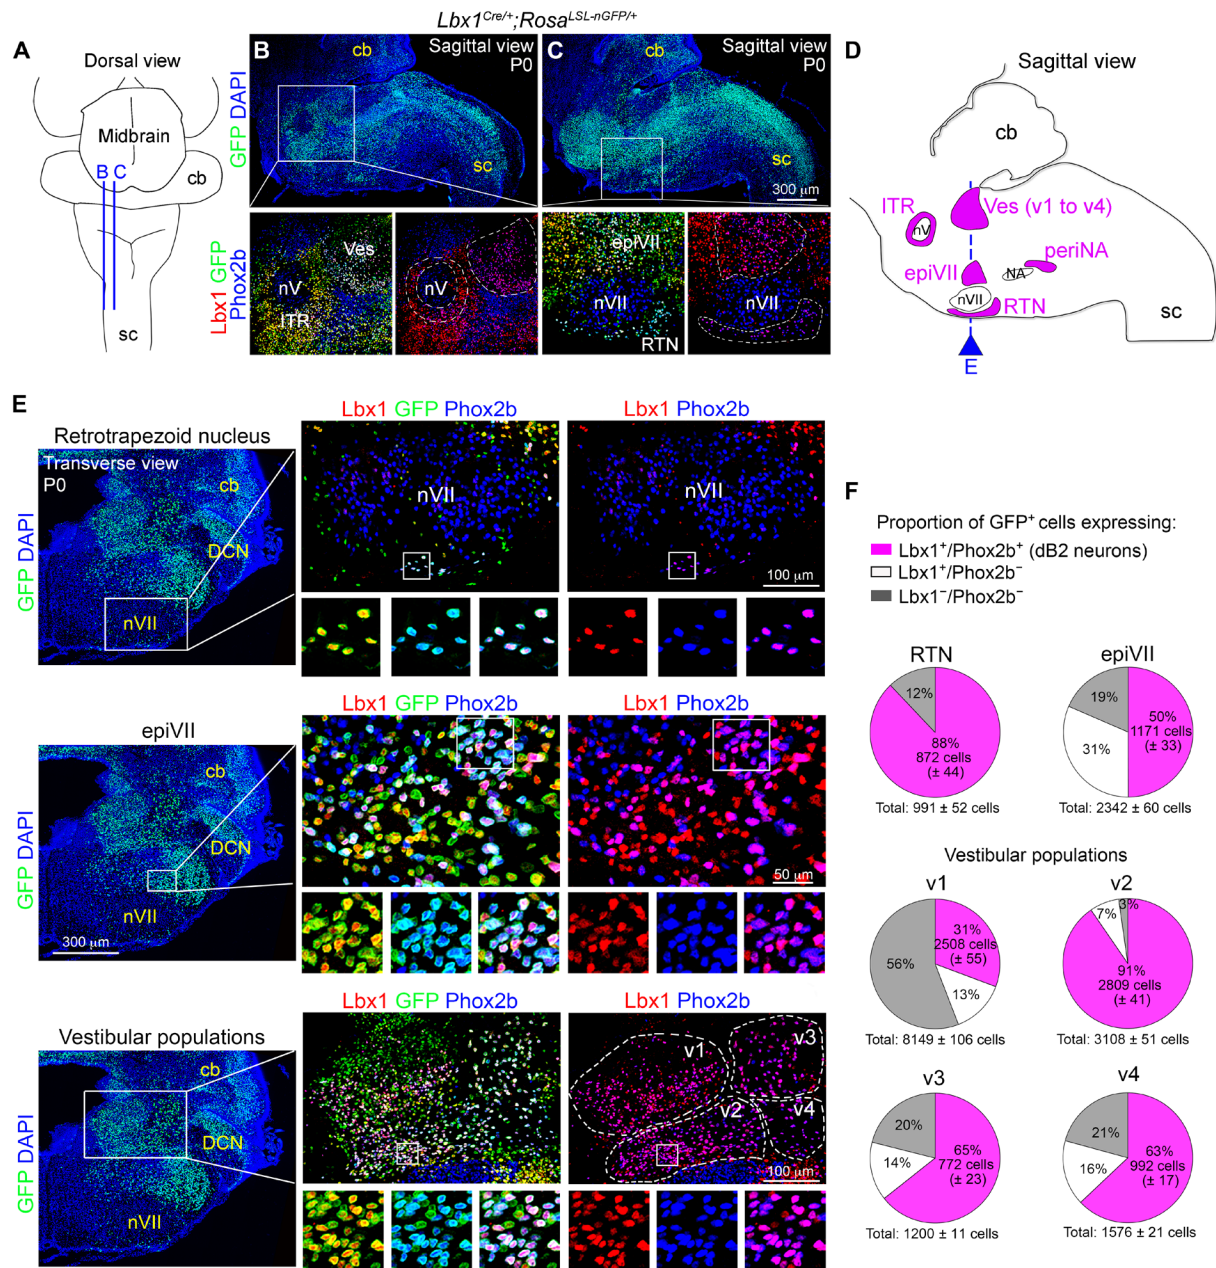 Lbx1Cre/+;RosaLSL-nGFP/+
A
Dorsal view
Midbrain
B C
cb
sc
GFP DAPI
B
cb
Sagittal view
P0
sc
C
cb
Sagittal view
P0
sc
300 µm
Lbx1 GFP
Phox2b
Ves
nV
ITR
nV
epiVII
nVII
RTN
nVII
D
Sagittal view
cb
ITR
nV
Ves (v1 to v4)
periNA
epiVII
NA
nVII
RTN
sc
E
E
Retrotrapezoid nucleus
GFP DAPI
Transverse view
P0
cb
DCN
nVII
Lbx1 GFP Phox2b
nVII
Lbx1 Phox2b
nVII
100 µm
epiVII
GFP DAPI
cb
DCN
nVII
300 µm
Lbx1 GFP Phox2b
Lbx1 Phox2b
50 µm
Vestibular populations
GFP DAPI
cb
DCN
nVII
Lbx1 GFP Phox2b
Lbx1 Phox2b
v1
v3
v2
v4
100 µm
F
Proportion of GFP+ cells expressing:
Lbx1+/Phox2b+ (dB2 neurons)
Lbx1+/Phox2b−
Lbx1−/Phox2b−
RTN
12%
88%
872 cells
(± 44)
Total: 991 ± 52 cells
epiVII
19%
50%
1171 cells
(± 33)
31%
Total: 2342 ± 60 cells
Vestibular populations
v1
31%
2508 cells
(± 55)
56%
13%
Total: 8149 ± 106 cells
v2
7%
3%
91%
2809 cells
(± 41)
Total: 3108 ± 51 cells
v3
20%
65%
772 cells
(± 23)
14%
Total: 1200 ± 11 cells
v4
21%
63%
992 cells
(± 17)
16%
Total: 1576 ± 21 cells